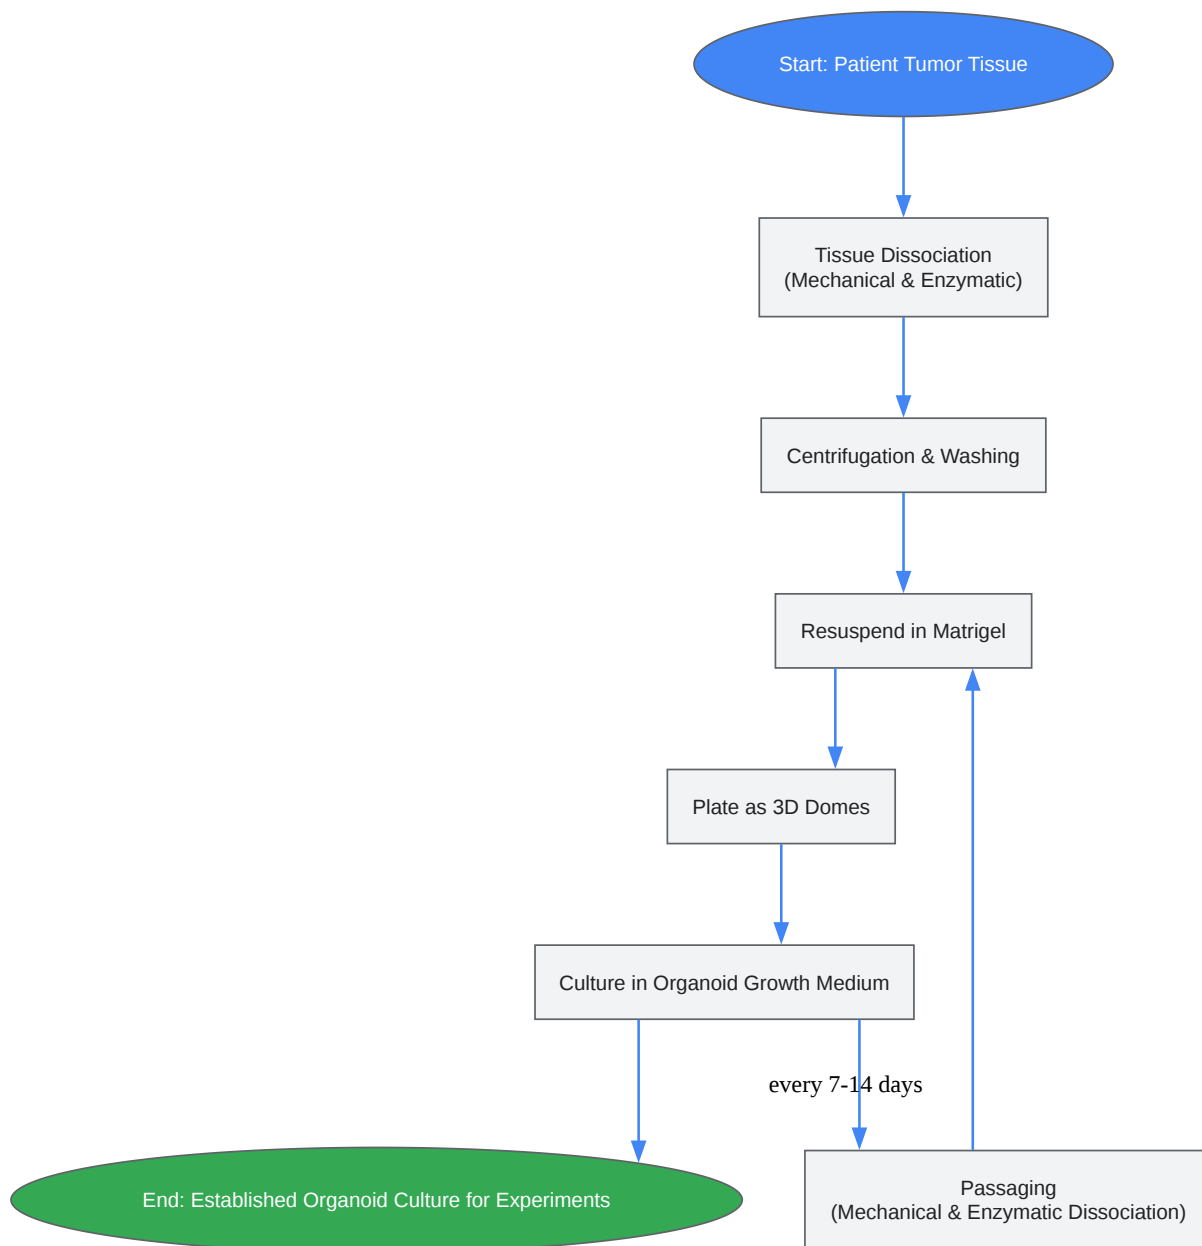 Start: Patient Tumor Tissue
Tissue Dissociation
(Mechanical & Enzymatic)
Centrifugation & Washing
Resuspend in Matrigel
Plate as 3D Domes
Culture in Organoid Growth Medium
every 7-14 days
End: Established Organoid Culture for Experiments
Passaging
(Mechanical & Enzymatic Dissociation)